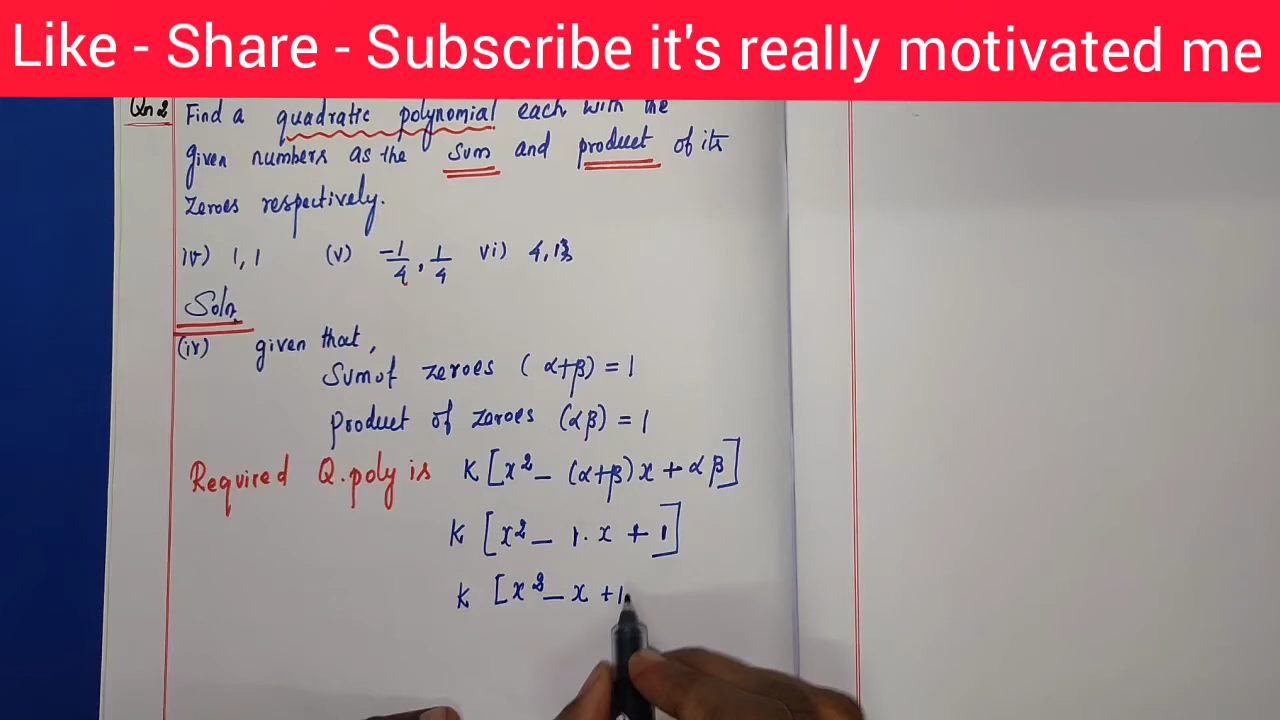 Like - Share - Subscribe it's really motivated me
Qn 2 Find a quadratic polynomial each with the
given numbers as the sum and product of its
zeroes respectively.
iv) 1, 1 (v) -1/4, 1/4 vi) 4, 1
Soln
(iv) given that,
Sum of zeroes (α+β) = 1
product of zeroes (αβ) = 1
Required Q.poly is K[x² - (α+β)x + αβ]
K [x² - 1.x + 1]
K [x² - x + 1